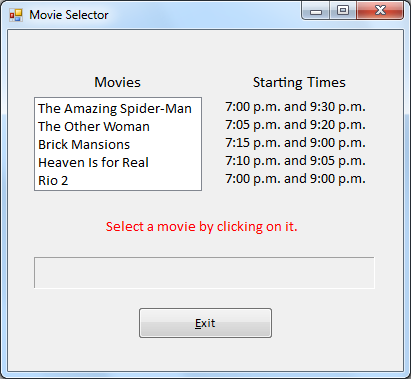 Movie Selector
Movies
Starting Times
The Amazing Spider-Man
7:00 p.m. and 9:30 p.m.
The Other Woman
7:05 p.m. and 9:20 p.m.
Brick Mansions
7:15 p.m. and 9:00 p.m.
Heaven Is for Real
7:10 p.m. and 9:05 p.m.
Rio 2
7:00 p.m. and 9:00 p.m.
Select a movie by clicking on it.
Exit